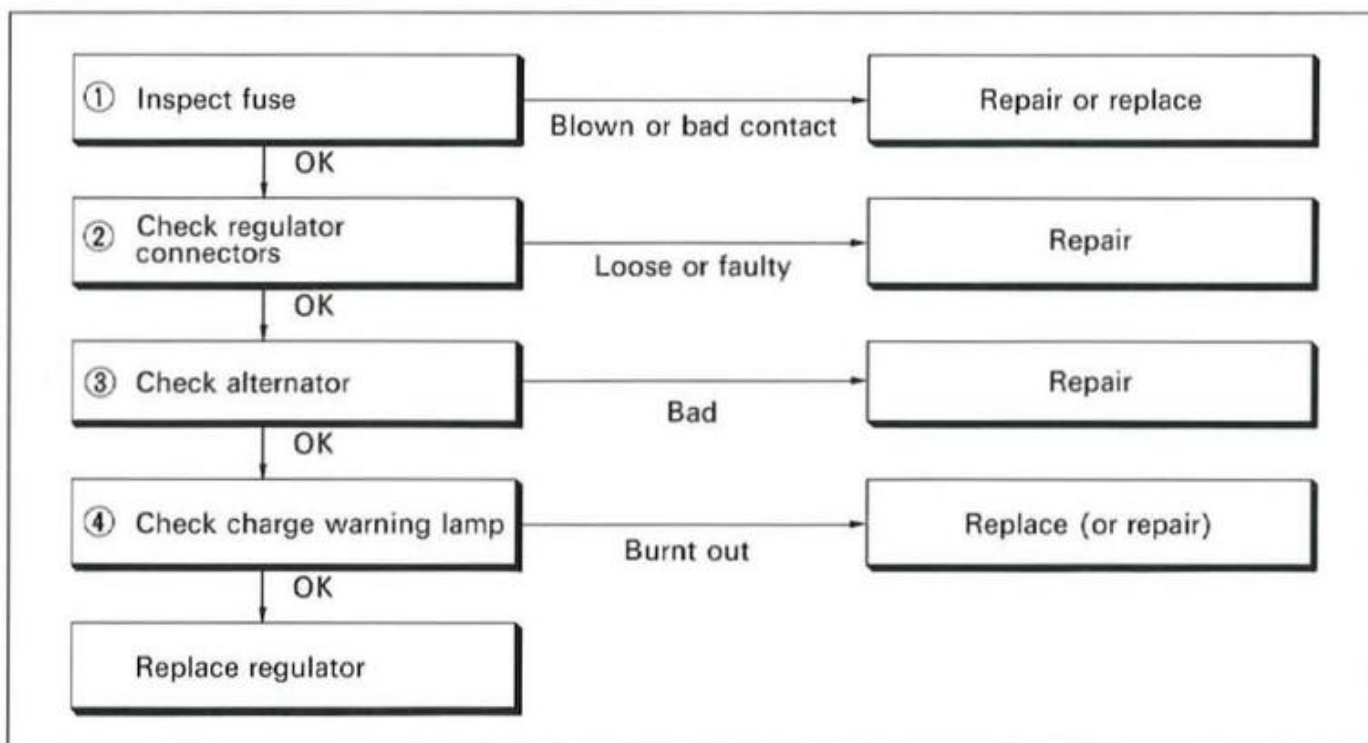 ① Inspect fuse
Blown or bad contact
Repair or replace
OK
② Check regulator
connectors
Loose or faulty
Repair
OK
③ Check alternator
Bad
Repair
OK
④ Check charge warning lamp
Burnt out
Replace (or repair)
OK
Replace regulator